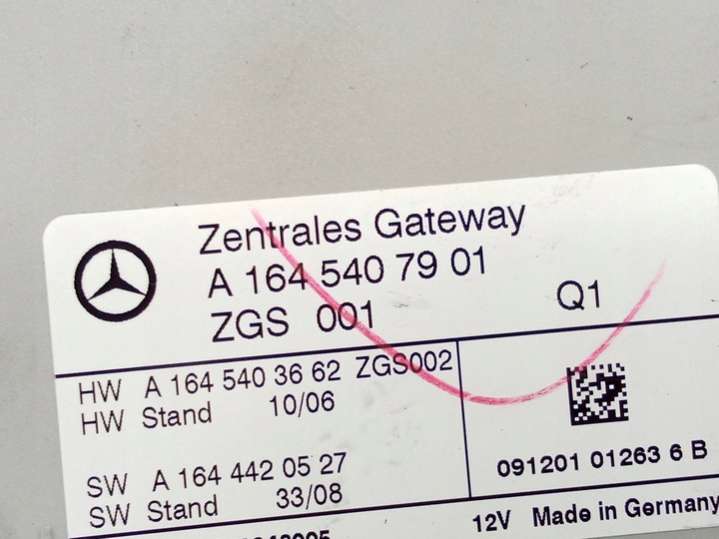 Zentrales Gateway
A 164 540 79 01
ZGS 001
Q1
HW A 164 540 36 62 ZGS002
HW Stand 10/06
SW A 164 442 05 27
SW Stand 33/08
091201 01263 6 B
12V Made in Germany